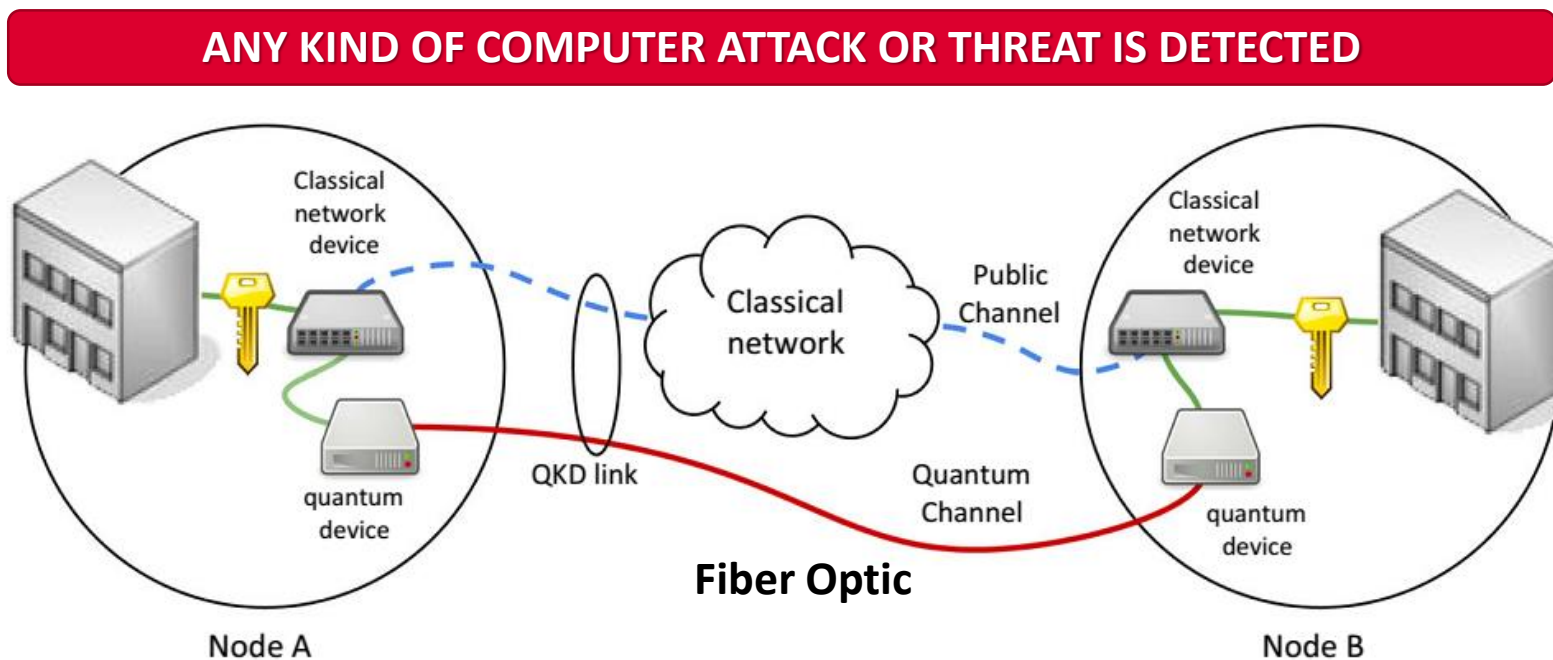 ANY KIND OF COMPUTER ATTACK OR THREAT IS DETECTED
Classical
network
device
Classical
network
device
Classical
network
Public
Channel
QKD link
Quantum
Channel
quantum
device
quantum
device
Fiber Optic
Node A
Node B